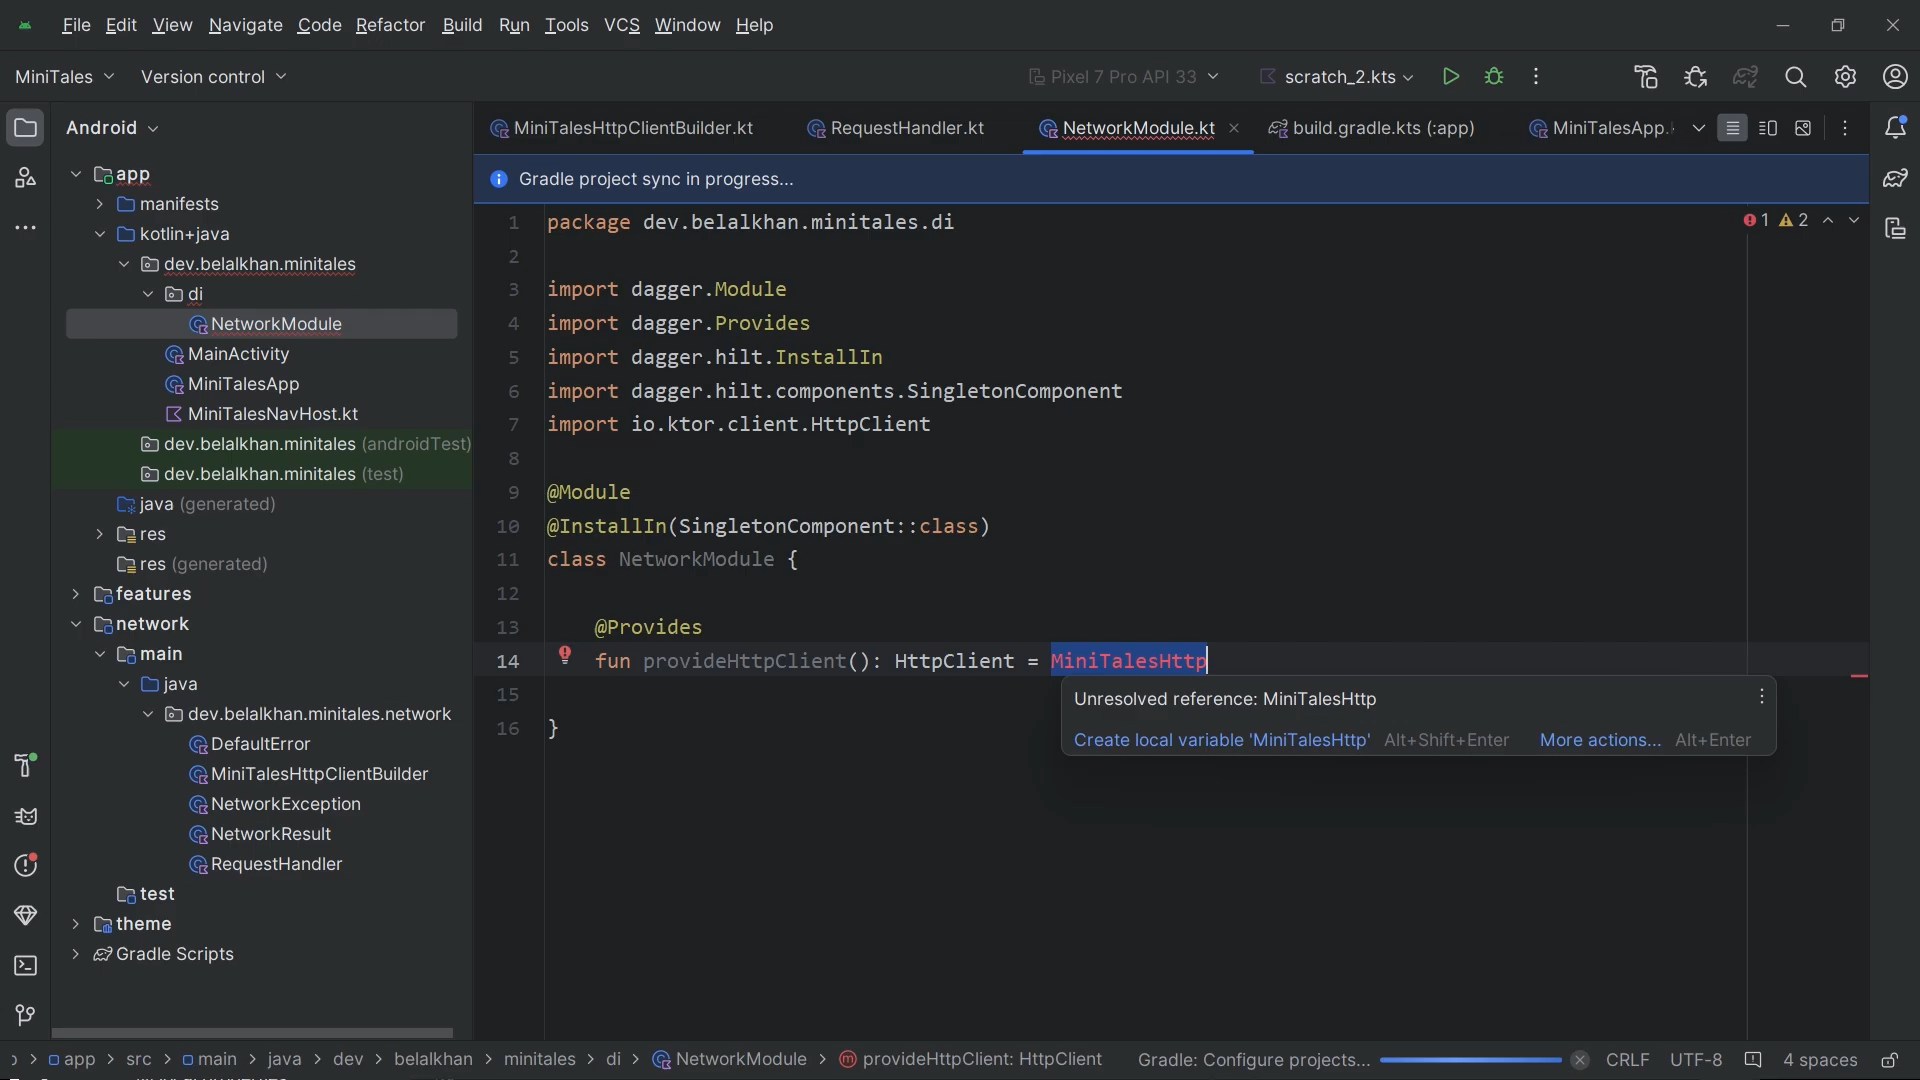 File Edit View Navigate Code Refactor Build Run Tools VCS Window Help
MiniTales Version control Pixel 7 Pro API 33 scratch_2.kts
Android
app
manifests
kotlin+java
dev.belalkhan.minitales
di
NetworkModule
MainActivity
MiniTalesApp
MiniTalesNavHost.kt
dev.belalkhan.minitales (androidTest)
dev.belalkhan.minitales (test)
java (generated)
res
res (generated)
features
network
main
java
dev.belalkhan.minitales.network
DefaultError
MiniTalesHttpClientBuilder
NetworkException
NetworkResult
RequestHandler
test
theme
Gradle Scripts
MiniTalesHttpClientBuilder.kt RequestHandler.kt NetworkModule.kt build.gradle.kts (:app) MiniTalesApp.
Gradle project sync in progress...
1 package dev.belalkhan.minitales.di
1 2
2
3 import dagger.Module
4 import dagger.Provides
5 import dagger.hilt.InstallIn
6 import dagger.hilt.components.SingletonComponent
7 import io.ktor.client.HttpClient
8
9 @Module
10 @InstallIn(SingletonComponent::class)
11 class NetworkModule {
12
13 @Provides
14 fun provideHttpClient(): HttpClient = MiniTalesHttp
15
16 }
Unresolved reference: MiniTalesHttp
Create local variable 'MiniTalesHttp' Alt+Shift+Enter More actions... Alt+Enter
> app > src > main > java > dev > belalkhan > minitales > di > NetworkModule > provideHttpClient: HttpClient Gradle: Configure projects... CRLF UTF-8 4 spaces